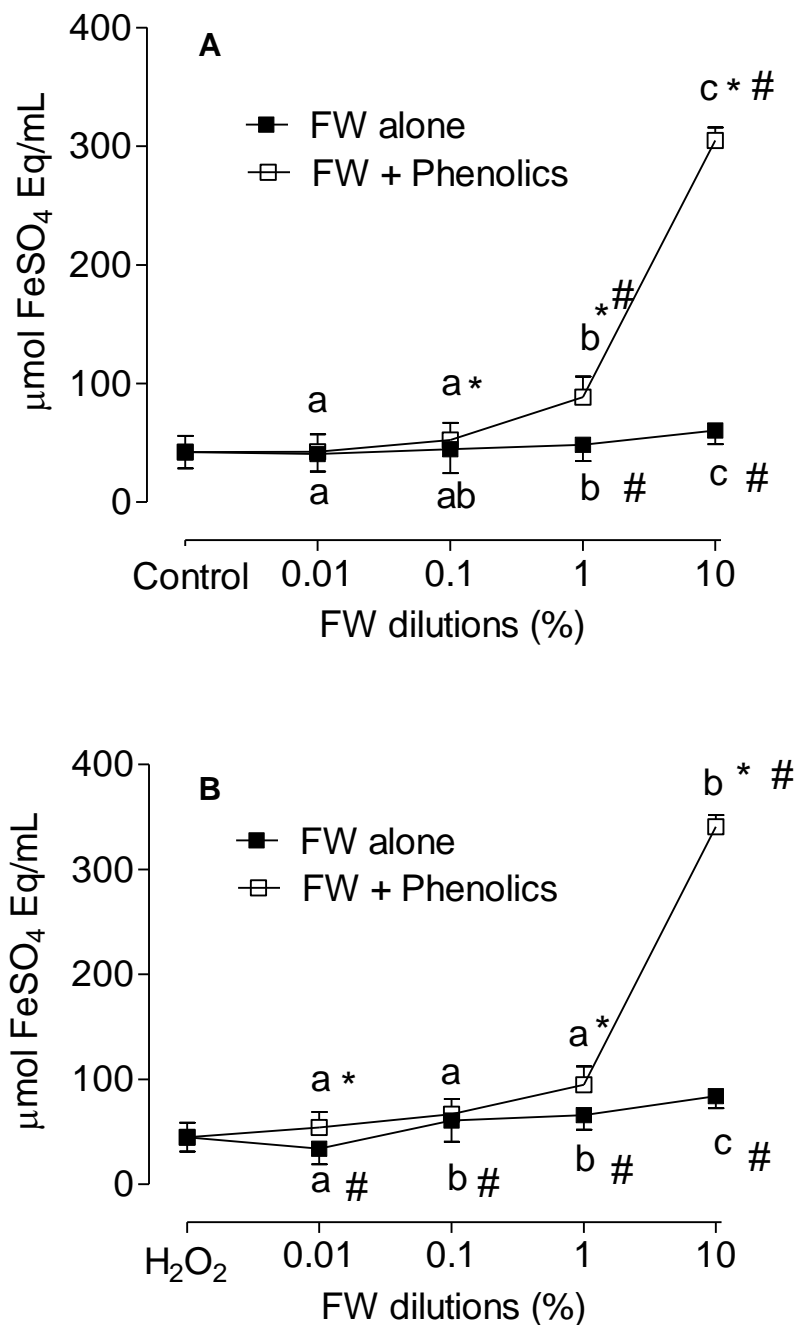 A
400
300
200
100
0
μmol FeSO₄ Eq/mL
FW alone
FW + Phenolics
c * #
b * #
a a *
a ab b # c #
Control 0.01 0.1 1 10
FW dilutions (%)
B
400
300
200
100
0
μmol FeSO₄ Eq/mL
FW alone
FW + Phenolics
b * #
a *
a * a
a # b # b # c #
H₂O₂ 0.01 0.1 1 10
FW dilutions (%)